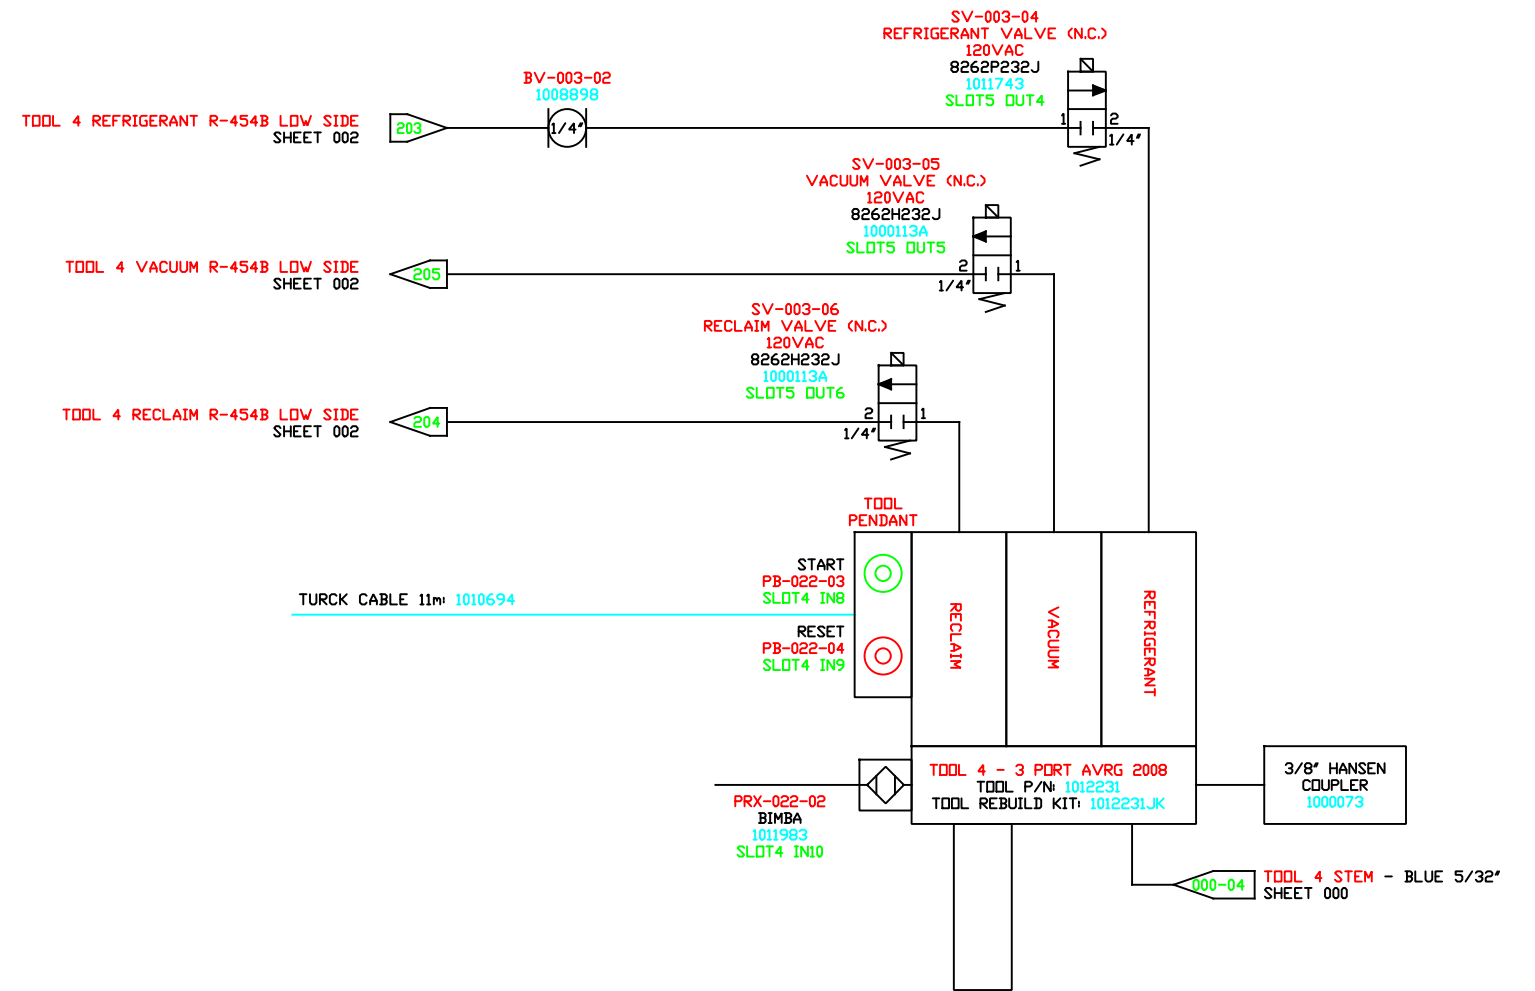 SV-003-04
REFRIGERANT VALVE (N.C.)
120VAC
8262P232J
1011743
SLOT5 OUT4
BV-003-02
1008898
TOOL 4 REFRIGERANT R-454B LOW SIDE
SHEET 002
203
1/4"
1
2
1/4"
SV-003-05
VACUUM VALVE (N.C.)
120VAC
8262H232J
1000113A
SLOT5 OUT5
TOOL 4 VACUUM R-454B LOW SIDE
SHEET 002
205
2
1
1/4"
SV-003-06
RECLAIM VALVE (N.C.)
120VAC
8262H232J
1000113A
SLOT5 OUT6
TOOL 4 RECLAIM R-454B LOW SIDE
SHEET 002
204
2
1
1/4"
TOOL
PENDANT
START
PB-022-03
SLOT4 IN8
TURCK CABLE 11m: 1010694
RESET
PB-022-04
SLOT4 IN9
RECLAIM
VACUUM
REFRIGERANT
TOOL 4 - 3 PORT AVRG 2008
TOOL P/N: 1012231
TOOL REBUILD KIT: 1012231JK
3/8" HANSEN
COUPLER
1000073
PRX-022-02
BIMBA
1011983
SLOT4 IN10
000-04
TOOL 4 STEM - BLUE 5/32"
SHEET 000